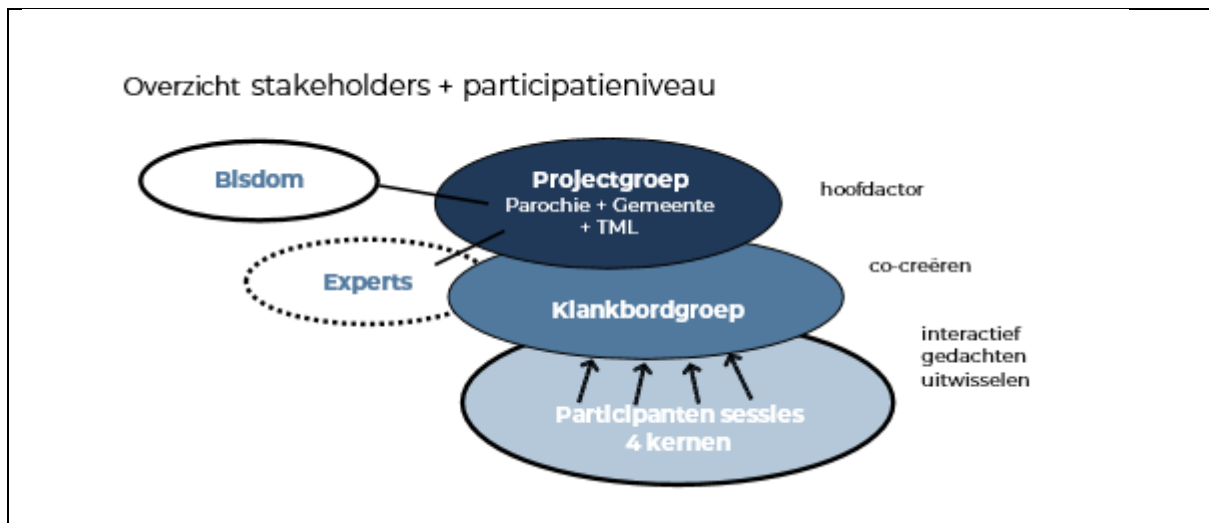 Overzicht stakeholders + participatieniveau
Bisdom
Projectgroep
Parochie + Gemeente
+ TML
hoofdactor
Experts
co-creëren
Klankbordgroep
interactief
gedachten
uitwisselen
Participanten sessies
4 kernen